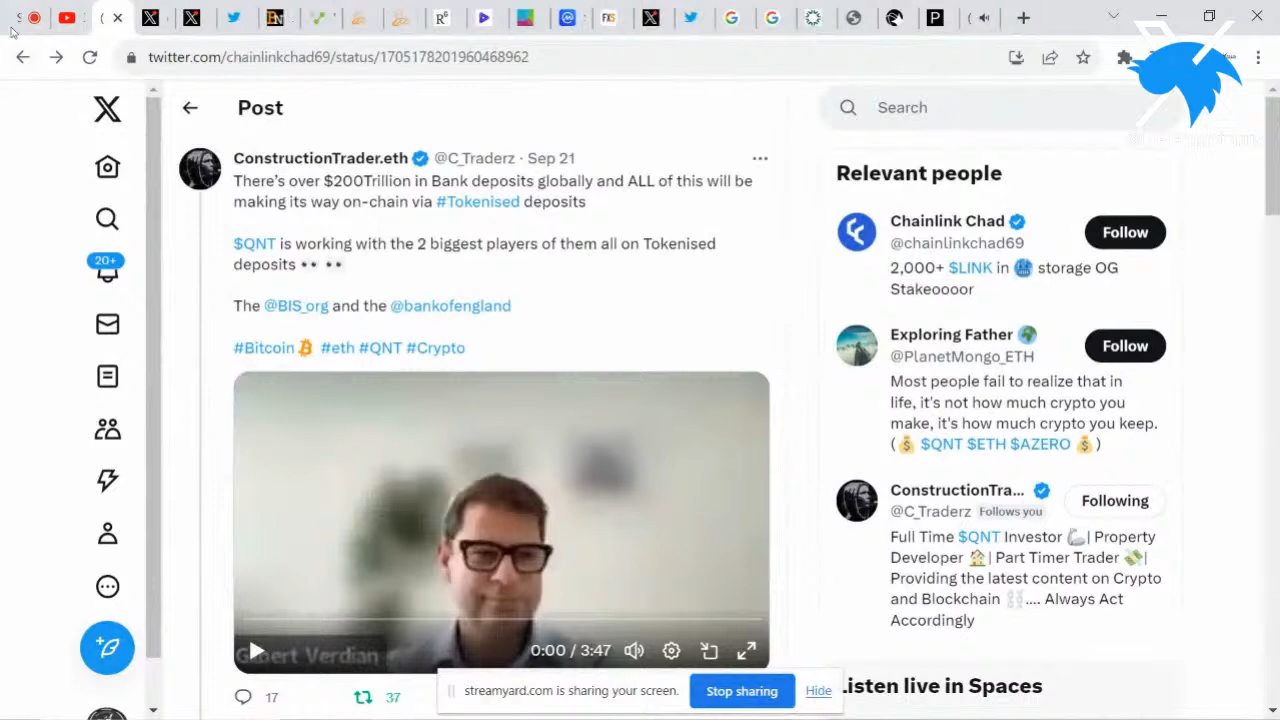 twitter.com/chainlinkchad69/status/1705178201960468962
Post
Search
ConstructionTrader.eth @C_Traderz · Sep 21
There's over $200Trillion in Bank deposits globally and ALL of this will be
making its way on-chain via #Tokenised deposits
$QNT is working with the 2 biggest players of them all on Tokenised
deposits 👀 👀
The @BIS_org and the @bankofengland
#Bitcoin #eth #QNT #Crypto
0:00 / 3:47
17
37
20+
Relevant people
Chainlink Chad
@chainlinkchad69
Follow
2,000+ $LINK in 🥶 storage OG
Stakeoooor
Exploring Father 🌍
@PlanetMongo_ETH
Follow
Most people fail to realize that in
life, it's not how much crypto you
make, it's how much crypto you keep.
(💰 $QNT $ETH $AZERO 💰)
ConstructionTra...
@C_Traderz Follows you
Following
Full Time $QNT Investor 🦾| Property
Developer 🏠| Part Timer Trader 💸|
Providing the latest content on Crypto
and Blockchain ⛓.... Always Act
Accordingly
Listen live in Spaces
streamyard.com is sharing your screen.
Stop sharing
Hide